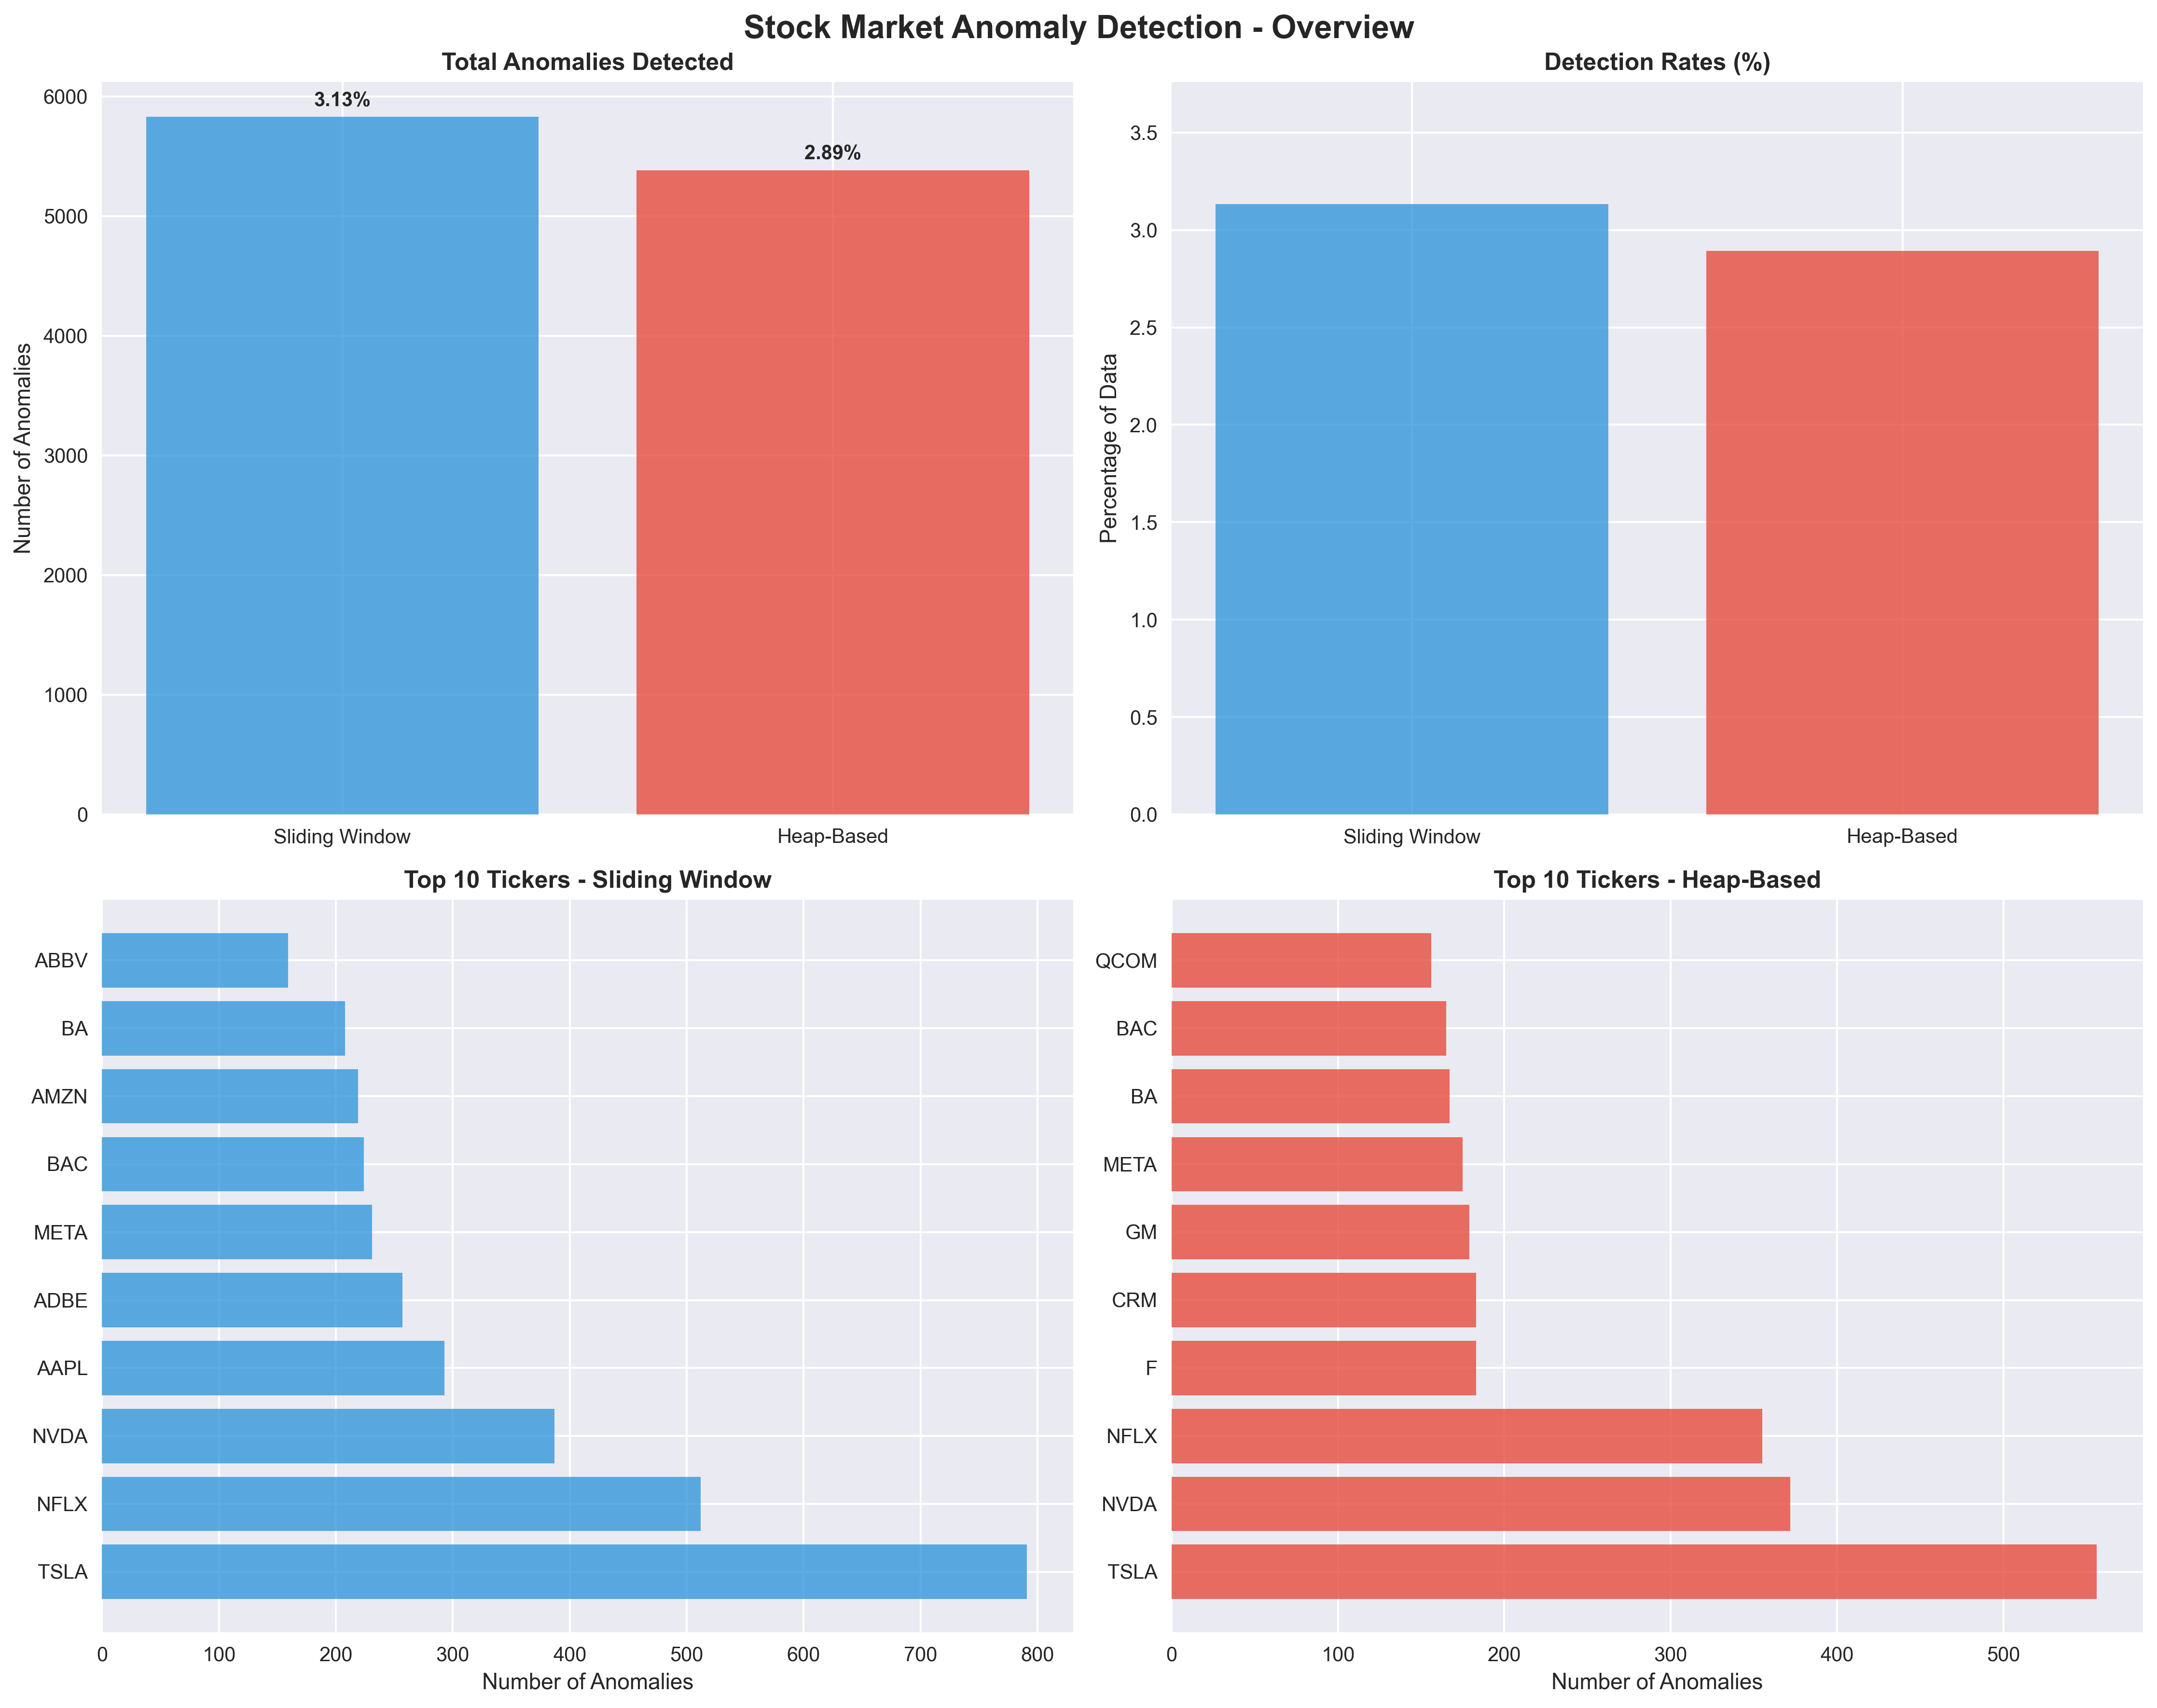 Stock Market Anomaly Detection - Overview
Total Anomalies Detected
6000
5000
4000
3000
2000
1000
0
Number of Anomalies
3.13%
2.89%
Sliding Window
Heap-Based
Detection Rates (%)
3.5
3.0
2.5
2.0
1.5
1.0
0.5
0.0
Percentage of Data
Sliding Window
Heap-Based
Top 10 Tickers - Sliding Window
ABBV
BA
AMZN
BAC
META
ADBE
AAPL
NVDA
NFLX
TSLA
0 100 200 300 400 500 600 700 800
Number of Anomalies
Top 10 Tickers - Heap-Based
QCOM
BAC
BA
META
GM
CRM
F
NFLX
NVDA
TSLA
0 100 200 300 400 500
Number of Anomalies